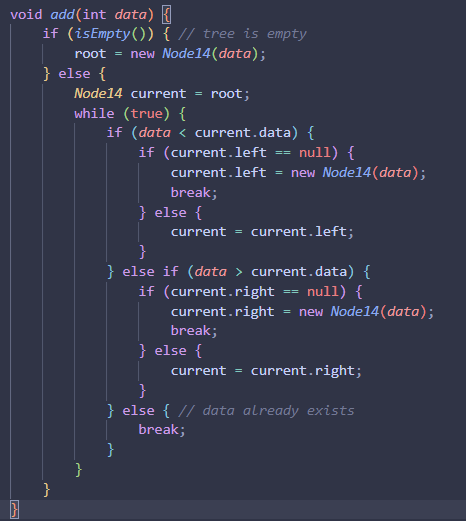 void add(int data) {
    if (isEmpty()) { // tree is empty
        root = new Node14(data);
    } else {
        Node14 current = root;
        while (true) {
            if (data < current.data) {
                if (current.left == null) {
                    current.left = new Node14(data);
                    break;
                } else {
                    current = current.left;
                }
            } else if (data > current.data) {
                if (current.right == null) {
                    current.right = new Node14(data);
                    break;
                } else {
                    current = current.right;
                }
            } else { // data already exists
                break;
            }
        }
    }
}